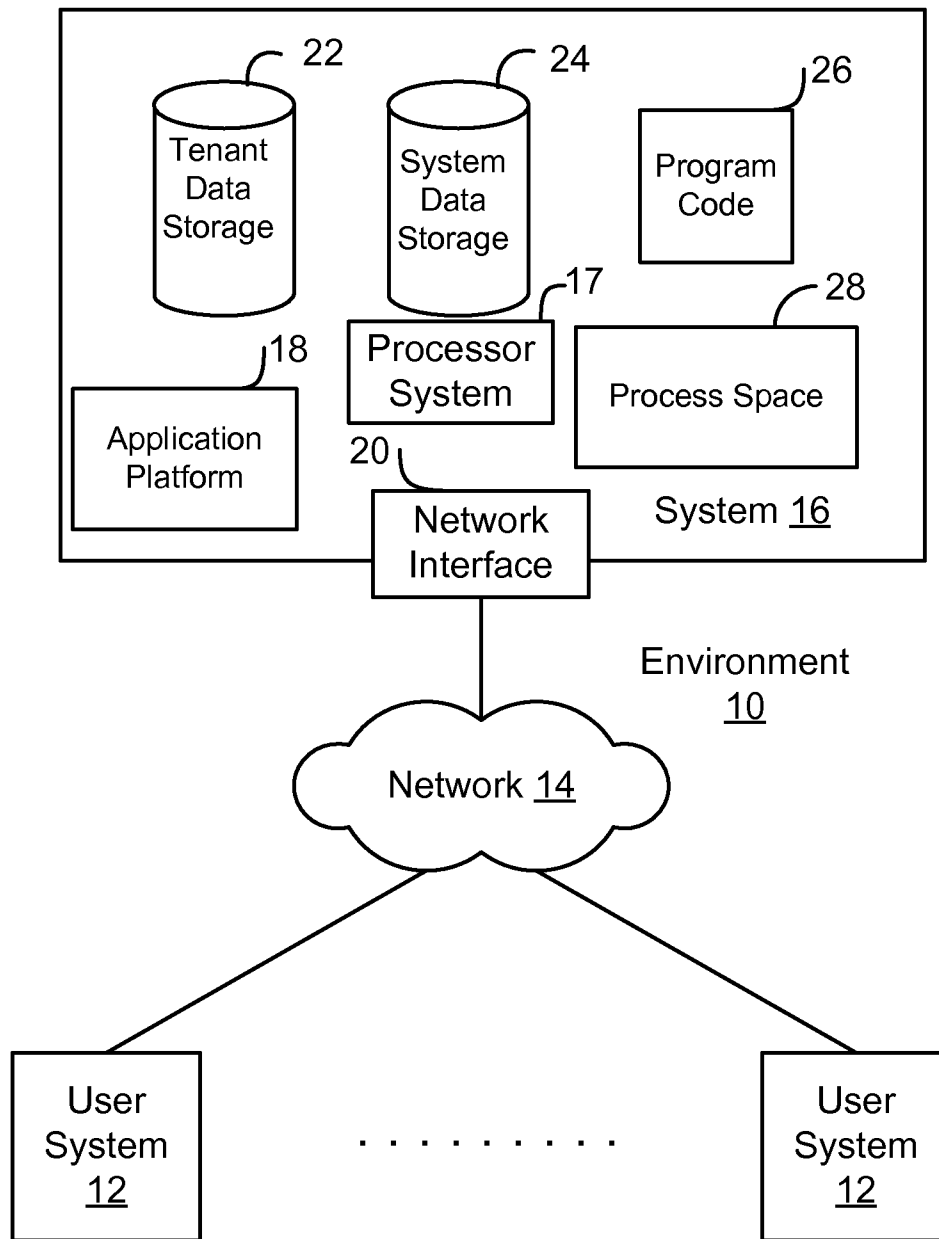 22
24
26
Tenant
Data
Storage
System
Data
Storage
Program
Code
17
28
18
Processor
System
Process Space
Application
Platform
20
Network
Interface
System 16
Environment
10
Network 14
User
System
12
. . . . . . . . .
User
System
12